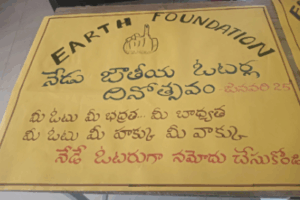 EARTH FOUNDATION
నేడు జాతీయ ఓటర్ల
దినోత్సవం జనవరి 25
మీ ఓటు మీ భద్రత... మీ బాధ్యత
మీ ఓటు మీ హక్కు మీ వాక్కు
నేడే ఓటరుగా నమోదు చేసుకోండి